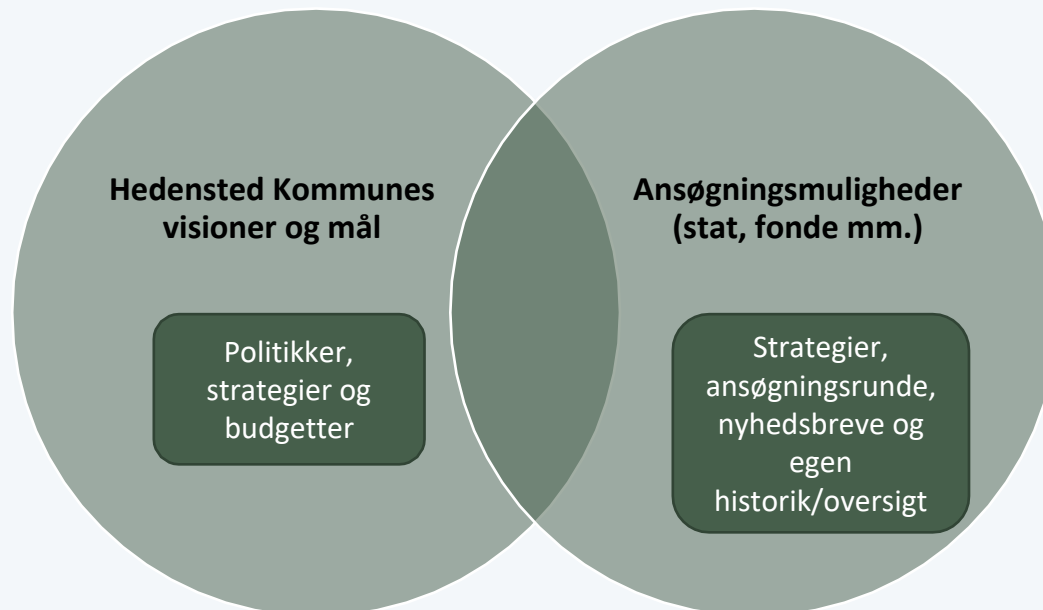 Hedensted Kommunes
visioner og mål
Politikker,
strategier og
budgetter
Ansøgningsmuligheder
(stat, fonde mm.)
Strategier,
ansøgningsrunde,
nyhedsbreve og
egen
historik/oversigt